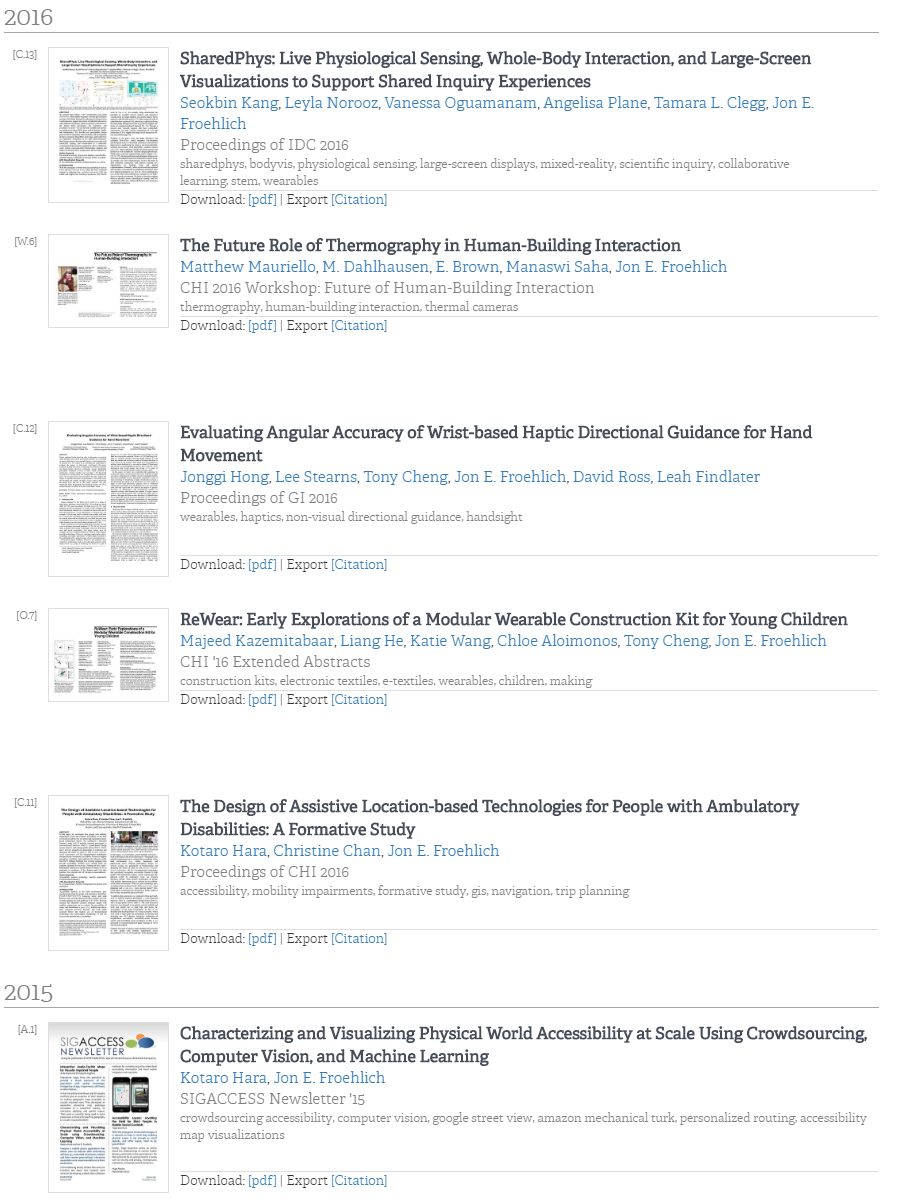 2016
[C.13]
SharedPhys: Live Physiological Sensing, Whole-Body Interaction, and Large-Screen
Visualizations to Support Shared Inquiry Experiences
Seokbin Kang, Leyla Norooz, Vanessa Oguamanam, Angelisa Plane, Tamara L. Clegg, Jon E.
Froehlich
Proceedings of IDC 2016
sharedphys, bodyvis, physiological sensing, large-screen displays, mixed-reality, scientific inquiry, collaborative
learning, stem, wearables
Download: [pdf] | Export [Citation]
[W.6]
The Future Role of Thermography in Human-Building Interaction
Matthew Mauriello, M. Dahlhausen, E. Brown, Manaswi Saha, Jon E. Froehlich
CHI 2016 Workshop: Future of Human-Building Interaction
thermography, human-building interaction, thermal cameras
Download: [pdf] | Export [Citation]
[C.12]
Evaluating Angular Accuracy of Wrist-based Haptic Directional Guidance for Hand
Movement
Jonggi Hong, Lee Stearns, Tony Cheng, Jon E. Froehlich, David Ross, Leah Findlater
Proceedings of GI 2016
wearables, haptics, non-visual directional guidance, handsight
Download: [pdf] | Export [Citation]
[O.7]
ReWear: Early Explorations of a Modular Wearable Construction Kit for Young Children
Majeed Kazemitabaar, Liang He, Katie Wang, Chloe Aloimonos, Tony Cheng, Jon E. Froehlich
CHI '16 Extended Abstracts
construction kits, electronic textiles, e-textiles, wearables, children, making
Download: [pdf] | Export [Citation]
[C.11]
The Design of Assistive Location-based Technologies for People with Ambulatory
Disabilities: A Formative Study
Kotaro Hara, Christine Chan, Jon E. Froehlich
Proceedings of CHI 2016
accessibility, mobility impairments, formative study, gis, navigation, trip planning
Download: [pdf] | Export [Citation]
2015
[A.1]
SIGACCESS
NEWSLETTER
Characterizing and Visualizing Physical World Accessibility at Scale Using Crowdsourcing,
Computer Vision, and Machine Learning
Kotaro Hara, Jon E. Froehlich
SIGACCESS Newsletter '15
crowdsourcing accessibility, computer vision, google street view, amazon mechanical turk, personalized routing, accessibility
map visualizations
Download: [pdf] | Export [Citation]